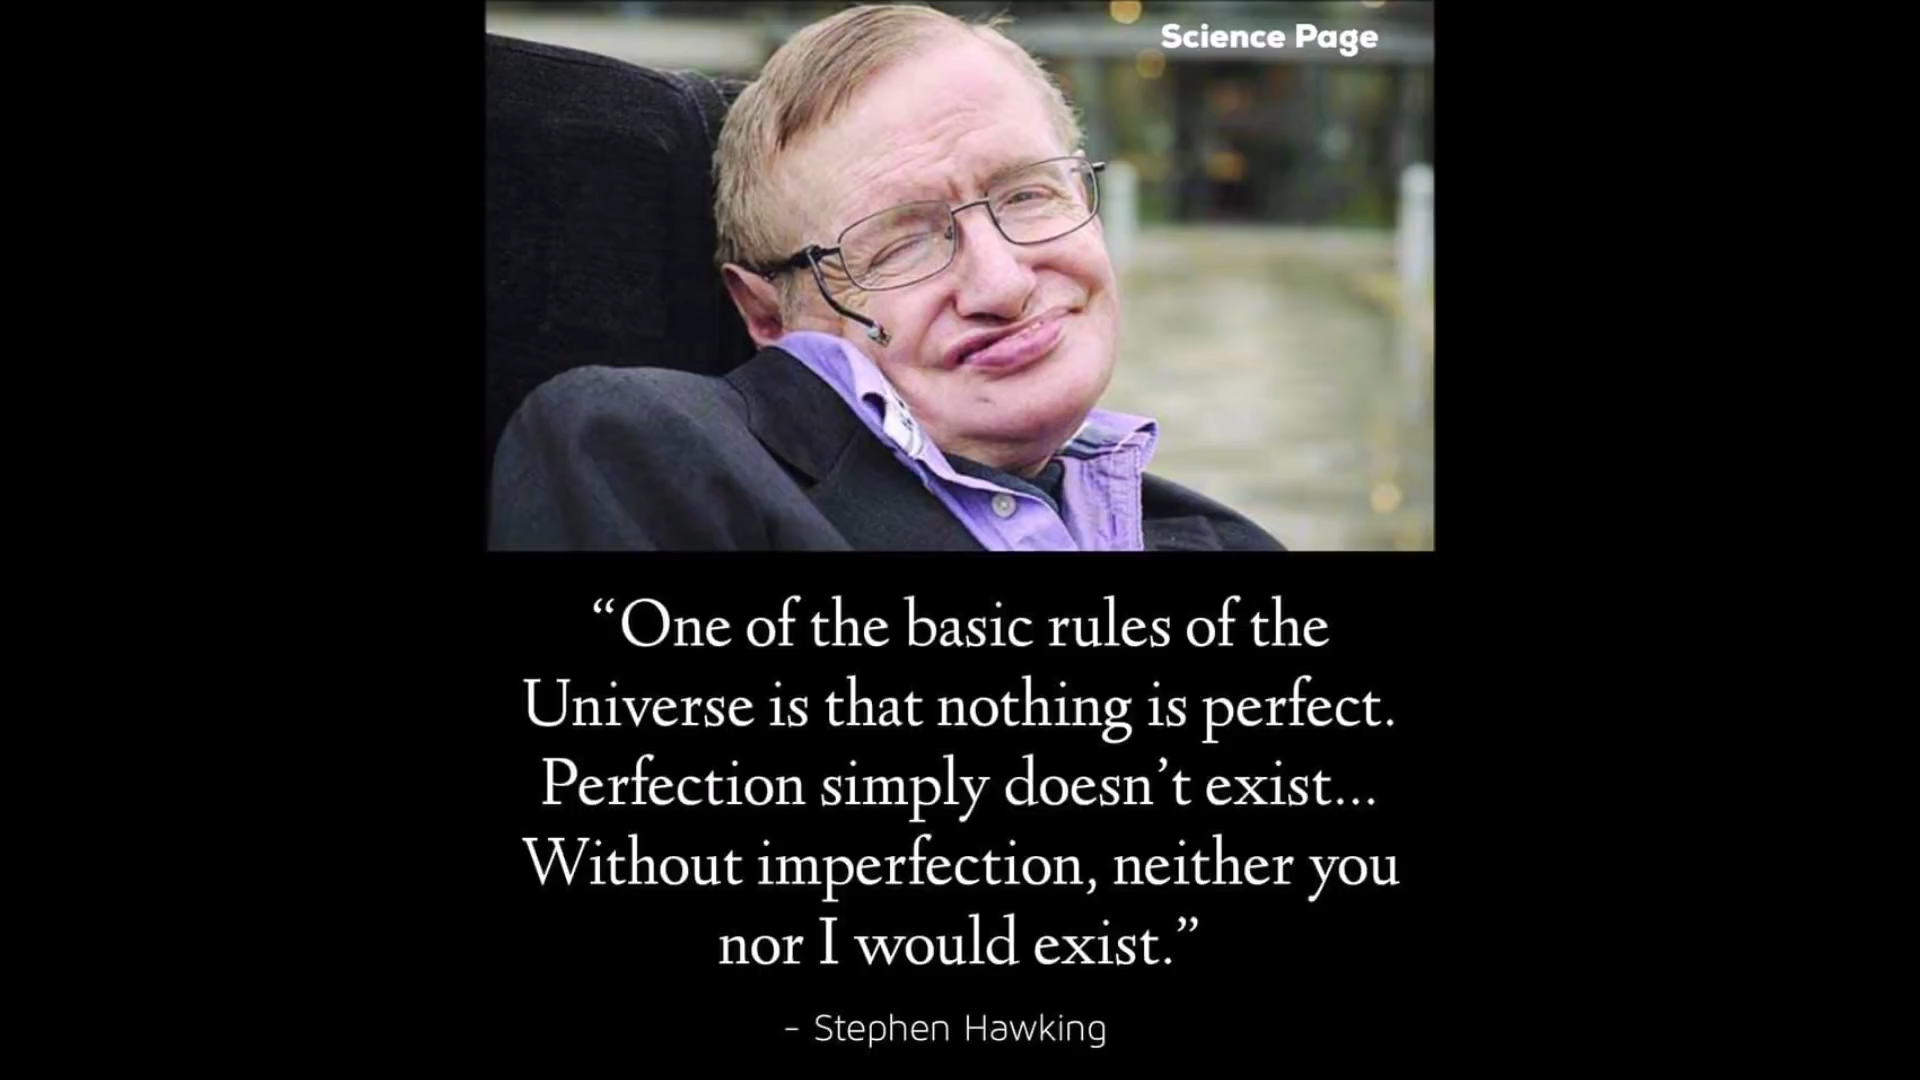 Science Page
“One of the basic rules of the
Universe is that nothing is perfect.
Perfection simply doesn’t exist...
Without imperfection, neither you
nor I would exist.”
– Stephen Hawking